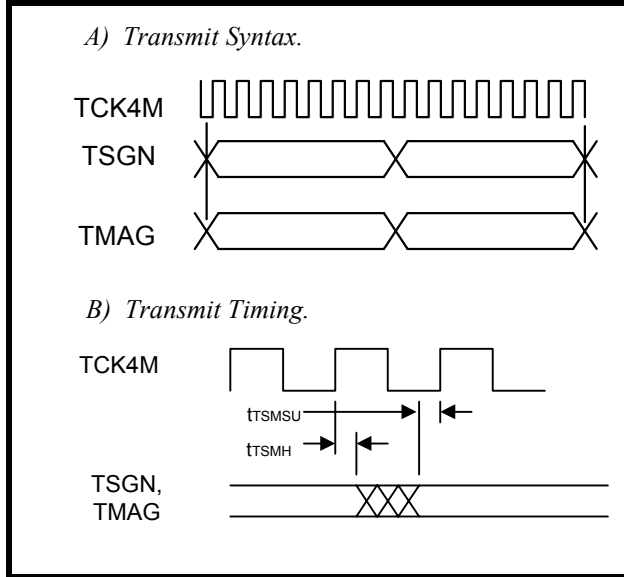 A) Transmit Syntax.
TCK4M
TSGN
TMAG
B) Transmit Timing.
TCK4M
tTSMSU
tTSMH
TSGN,
TMAG